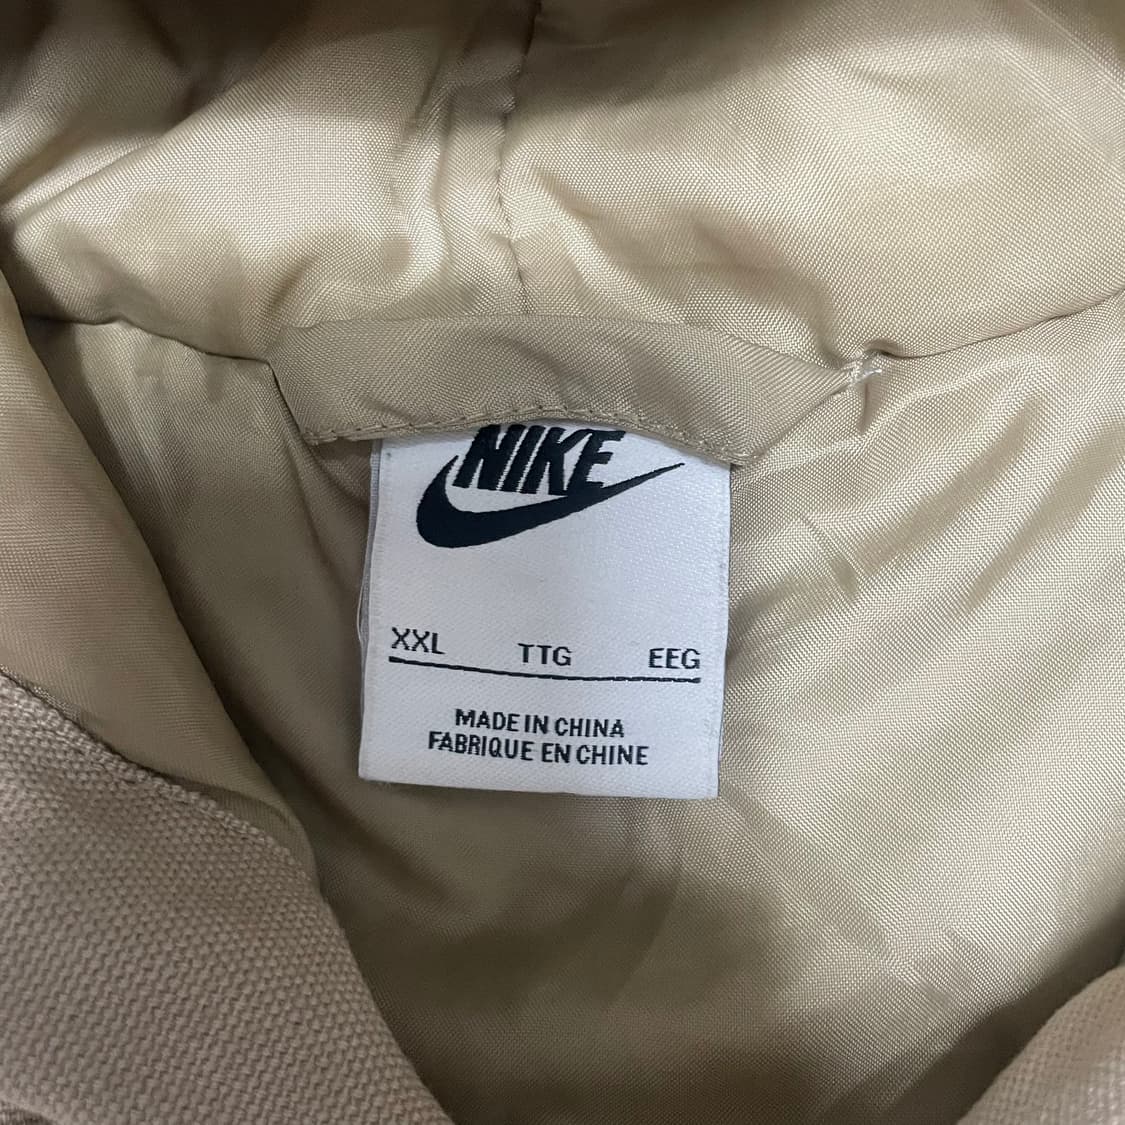 NIKE
XXL TTG EEG
MADE IN CHINA
FABRIQUE EN CHINE